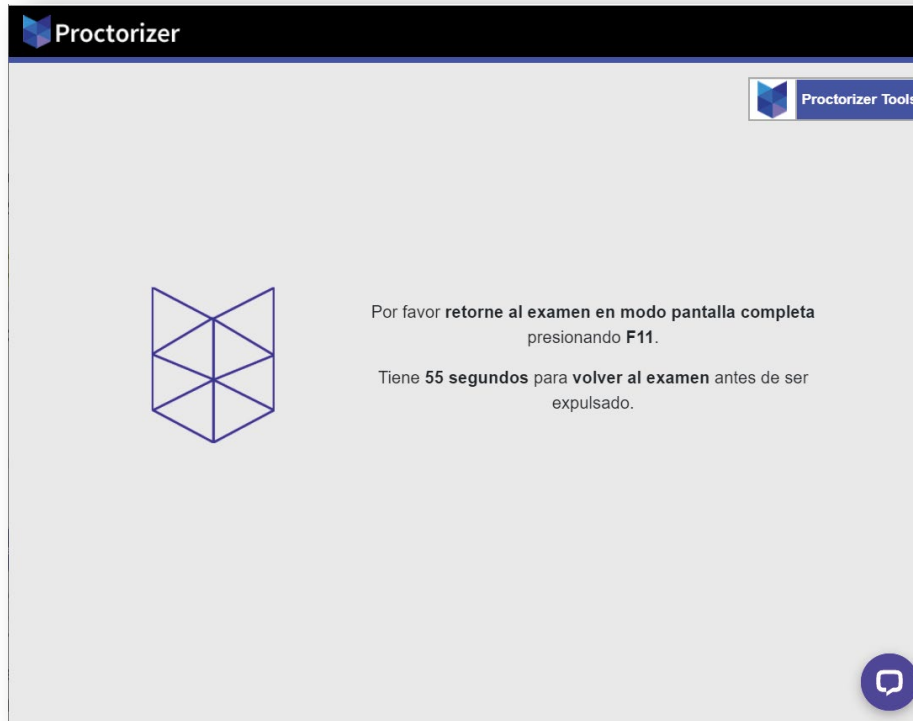 Proctorizer
Proctorizer Tools
Por favor retorne al examen en modo pantalla completa
presionando F11.
Tiene 55 segundos para volver al examen antes de ser
expulsado.